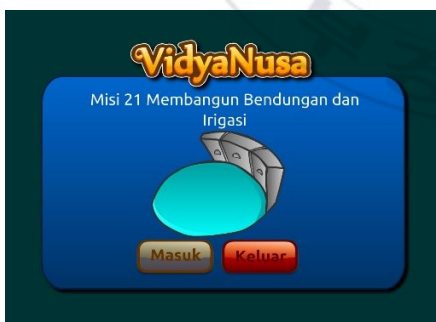 VidyaNusa
Misi 21 Membangun Bendungan dan
Irigasi
Masuk
Keluar